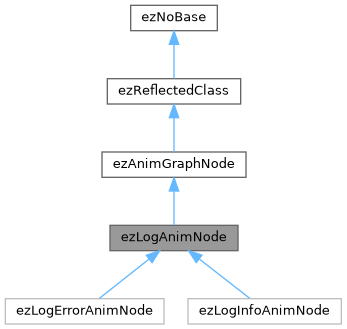 ezNoBase
ezReflectedClass
ezAnimGraphNode
ezLogAnimNode
ezLogErrorAnimNode
ezLogInfoAnimNode